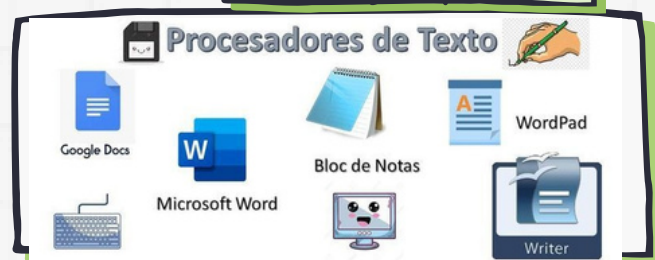 Procesadores de Texto
Google Docs
W
Microsoft Word
Bloc de Notas
A
WordPad
Writer